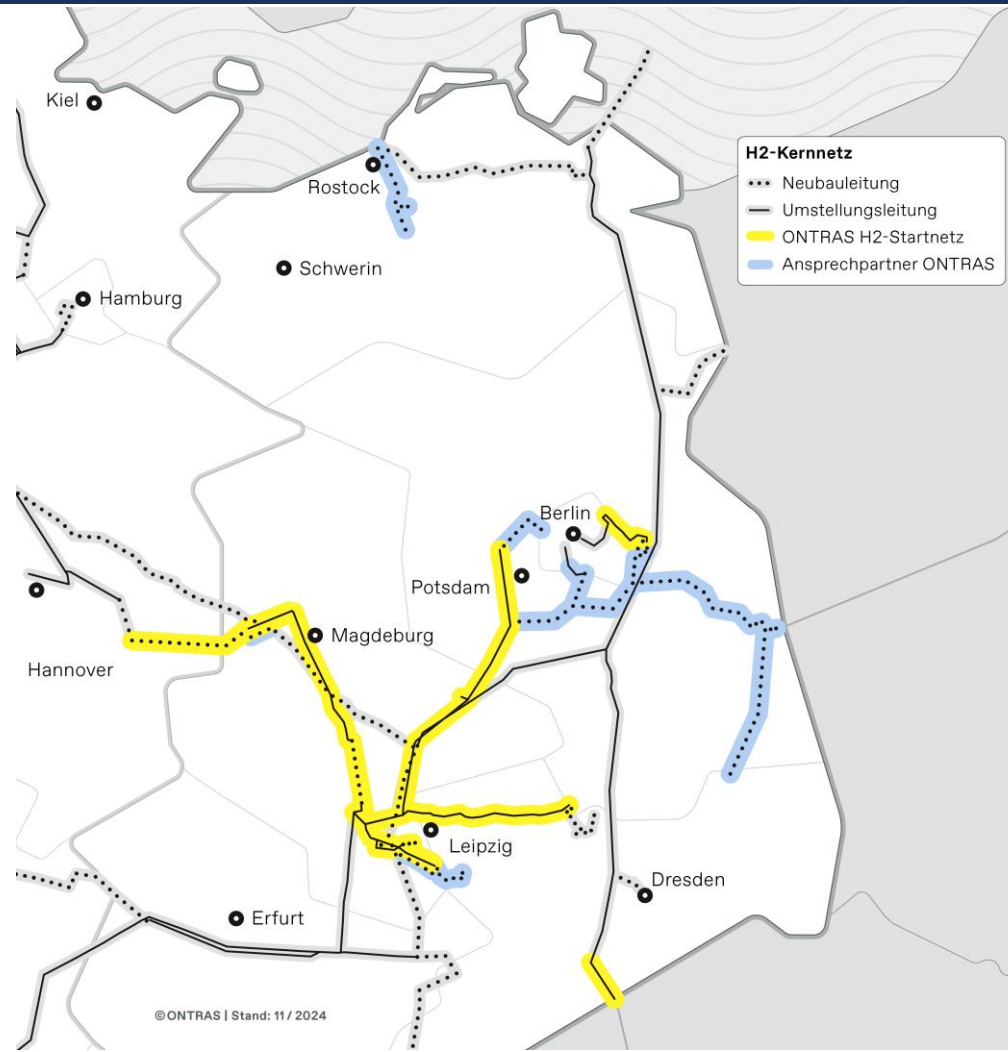 Kiel
Rostock
H2-Kernnetz
Neubauleitung
Umstellungsleitung
ONTRAS H2-Startnetz
Ansprechpartner ONTRAS
Schwerin
Hamburg
Berlin
Potsdam
Magdeburg
Hannover
Leipzig
Dresden
Erfurt
©ONTRAS | Stand: 11 / 2024